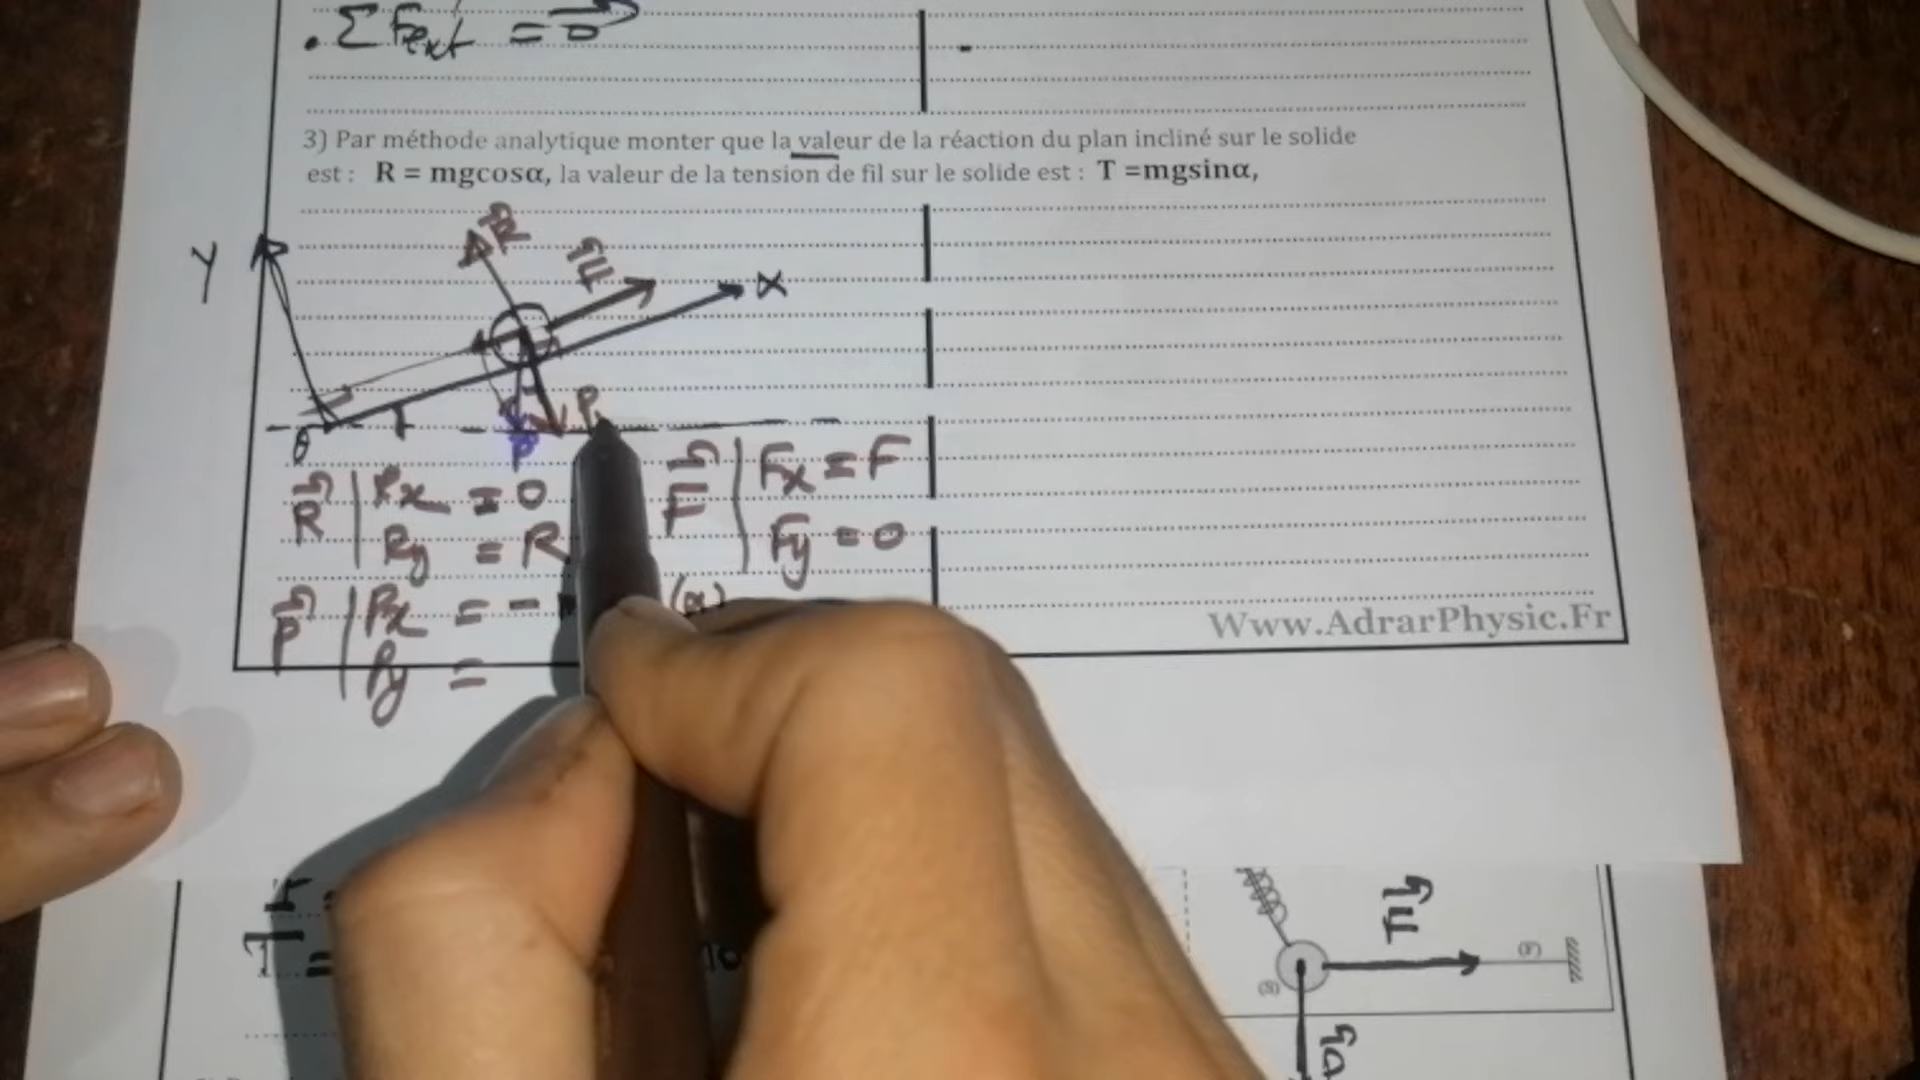 . Σ Fext = 0
3) Par méthode analytique monter que la valeur de la réaction du plan incliné sur le solide
est : R = mgcosα, la valeur de la tension de fil sur le solide est : T =mgsinα,
R
y
F
x
P
P
θ
R | Rx = 0
Ry = R
F | Fx = F
Fy = 0
P | Px = - (α)
Py =
Www.AdrarPhysic.Fr
T =